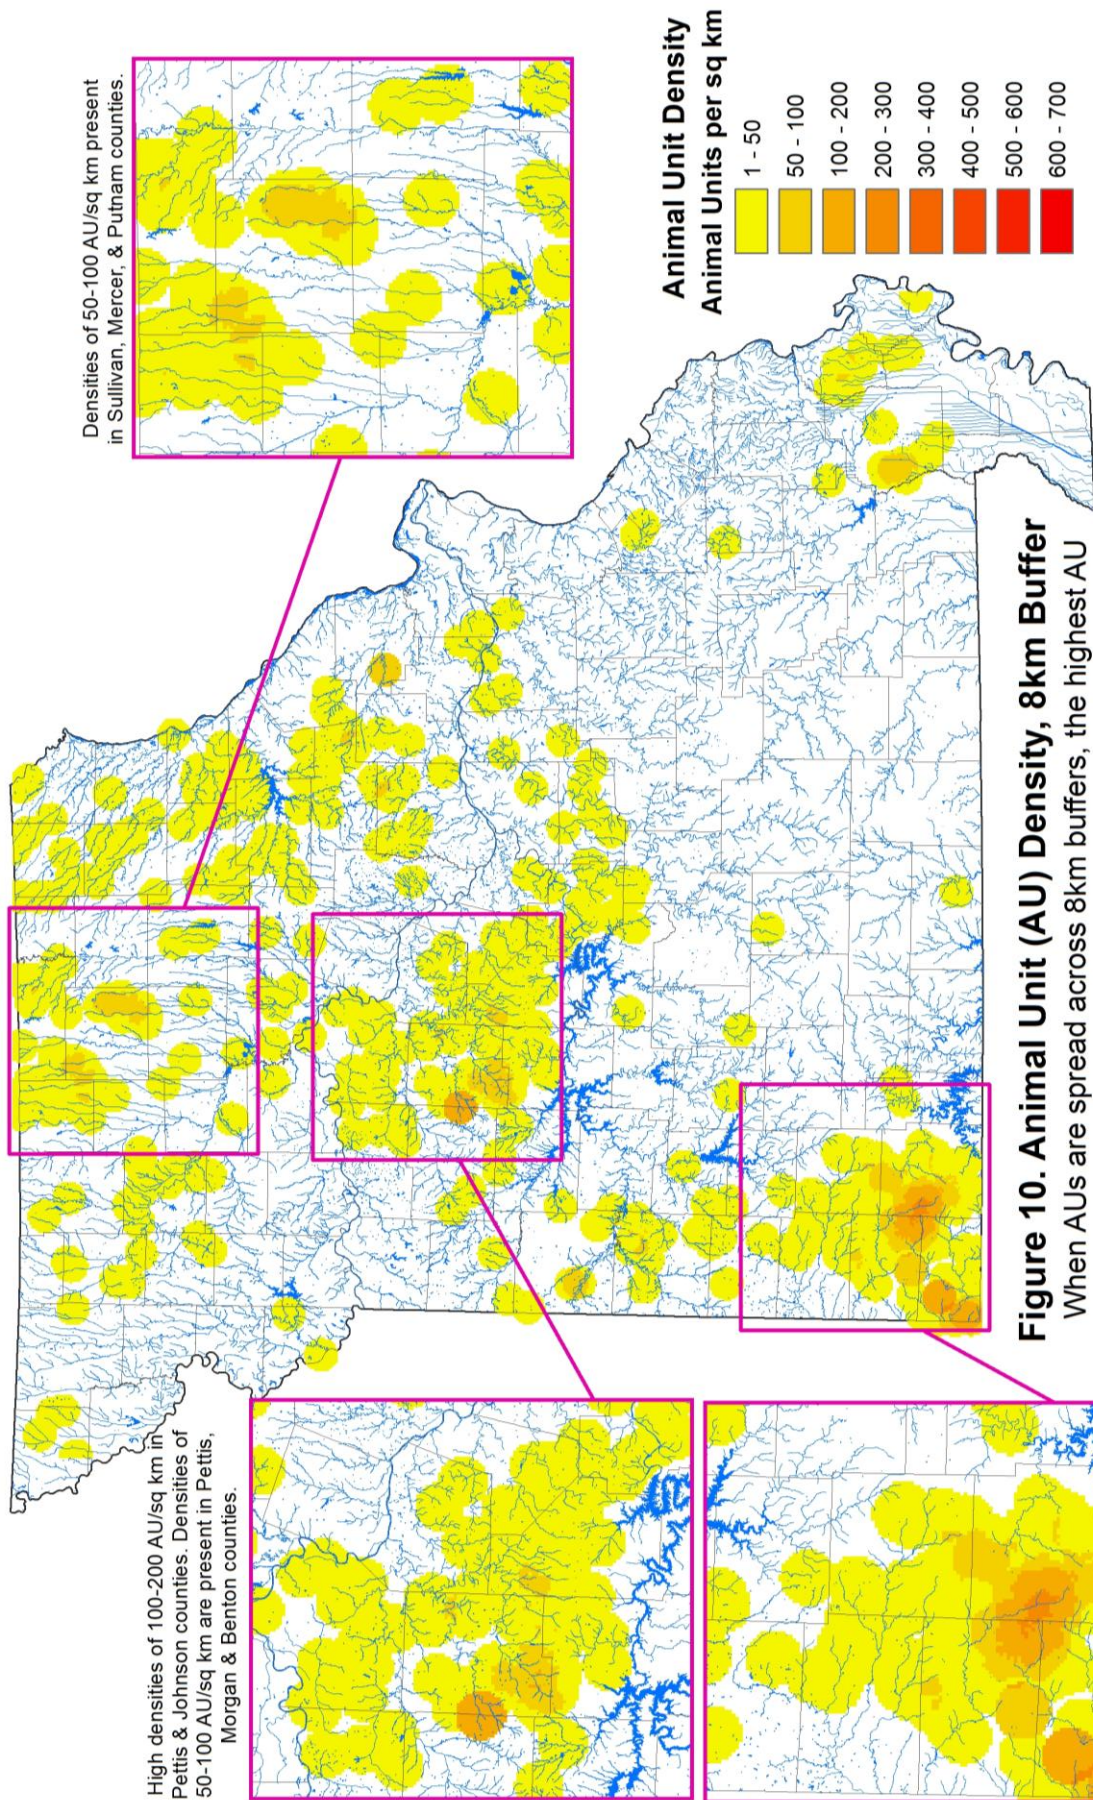 Densities of 50-100 AU/sq km present
in Sullivan, Mercer, & Putnam counties.
High densities of 100-200 AU/sq km in
Pettis & Johnson counties. Densities of
50-100 AU/sq km are present in Pettis,
Morgan & Benton counties.
Animal Unit Density
Animal Units per sq km
1 - 50
50 - 100
100 - 200
200 - 300
300 - 400
400 - 500
500 - 600
600 - 700
Figure 10. Animal Unit (AU) Density, 8km Buffer
When AUs are spread across 8km buffers, the highest AU